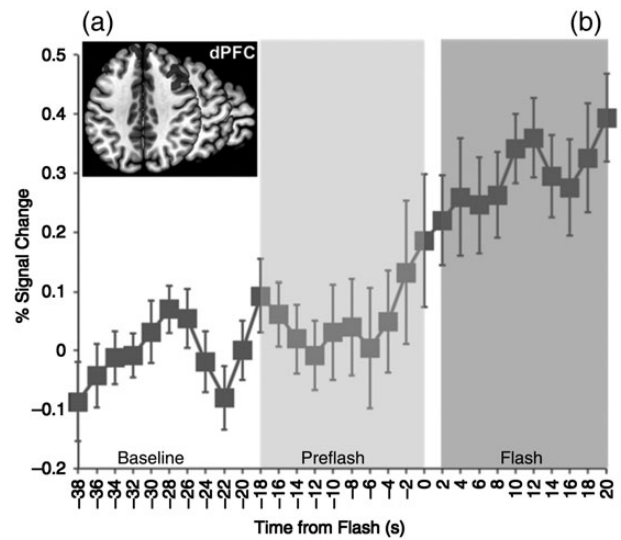 (a)
(b)
dPFC
0.5
0.4
0.3
0.2
0.1
0
−0.1
−0.2
% Signal Change
Baseline
Preflash
Flash
−38 −36 −34 −32 −30 −28 −26 −24 −22 −20 −18 −16 −14 −12 −10 −8 −6 −4 −2 0 2 4 6 8 10 12 14 16 18 20
Time from Flash (s)